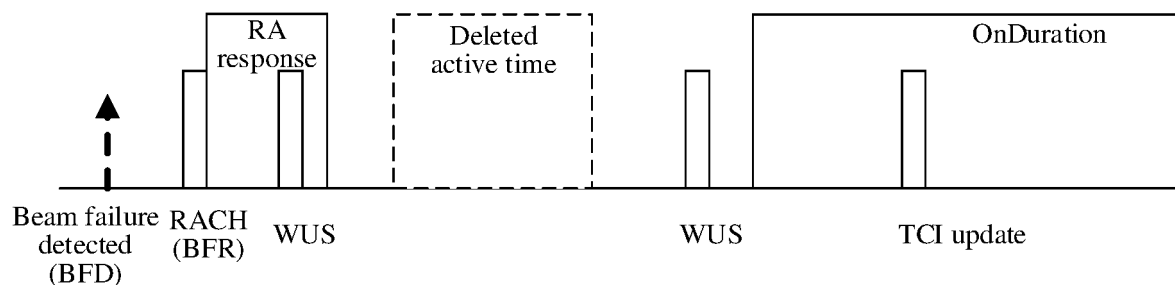 RA
response
Deleted
active time
OnDuration
Beam failure
detected
(BFD)
RACH
(BFR)
WUS
WUS
TCI update